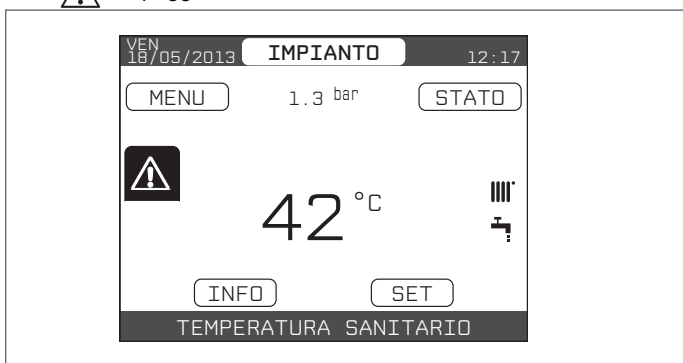 VEN
18/05/2013 IMPIANTO 12:17
MENU 1.3 bar STATO
42 °C
INFO SET
TEMPERATURA SANITARIO